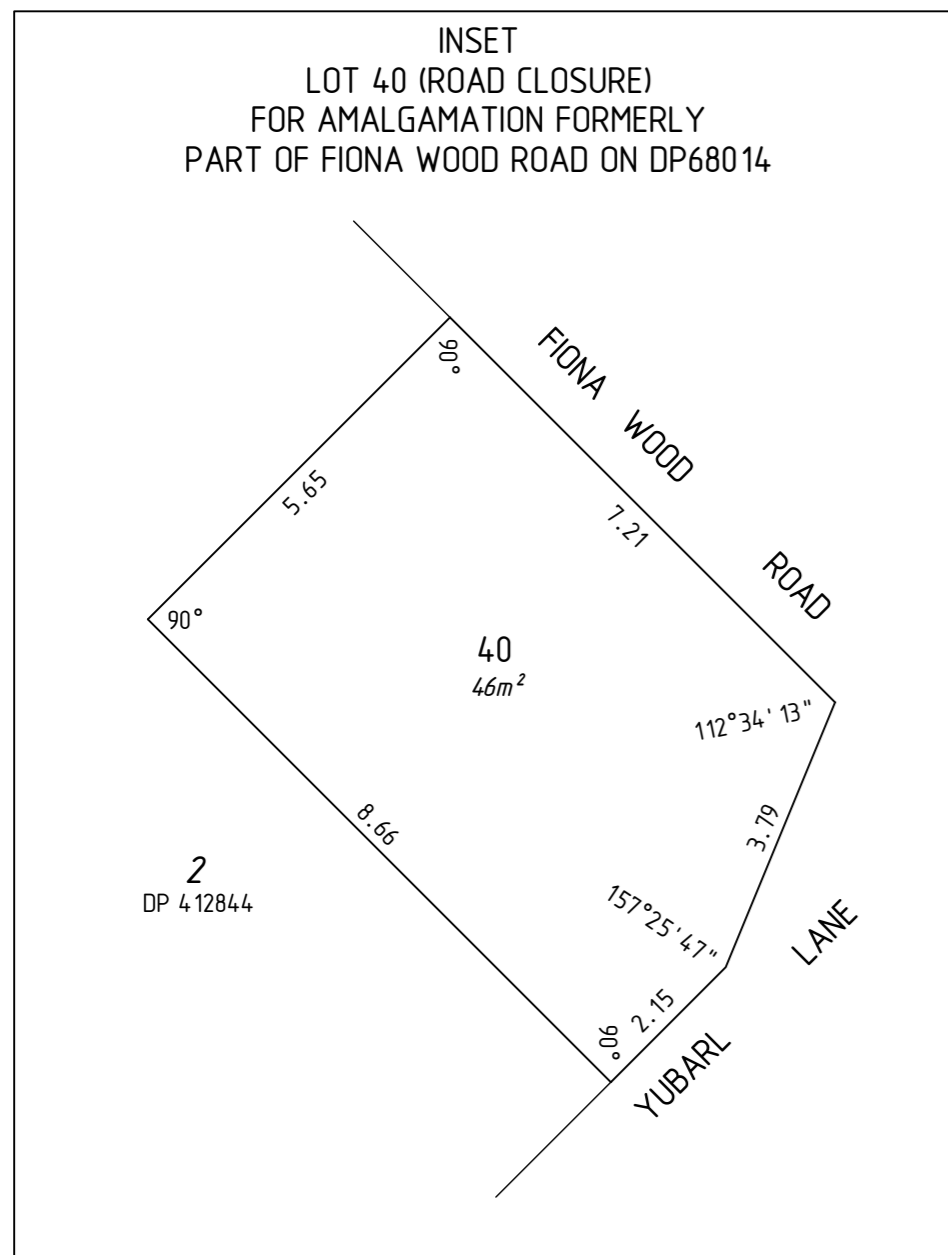 INSET
LOT 40 (ROAD CLOSURE)
FOR AMALGAMATION FORMERLY
PART OF FIONA WOOD ROAD ON DP68014
FIONA WOOD ROAD
90°
5.65
7.21
90°
40
46m²
112°34'13"
8.66
3.79
2
DP 412844
157°25'47"
2.15
90°
YUBARL LANE